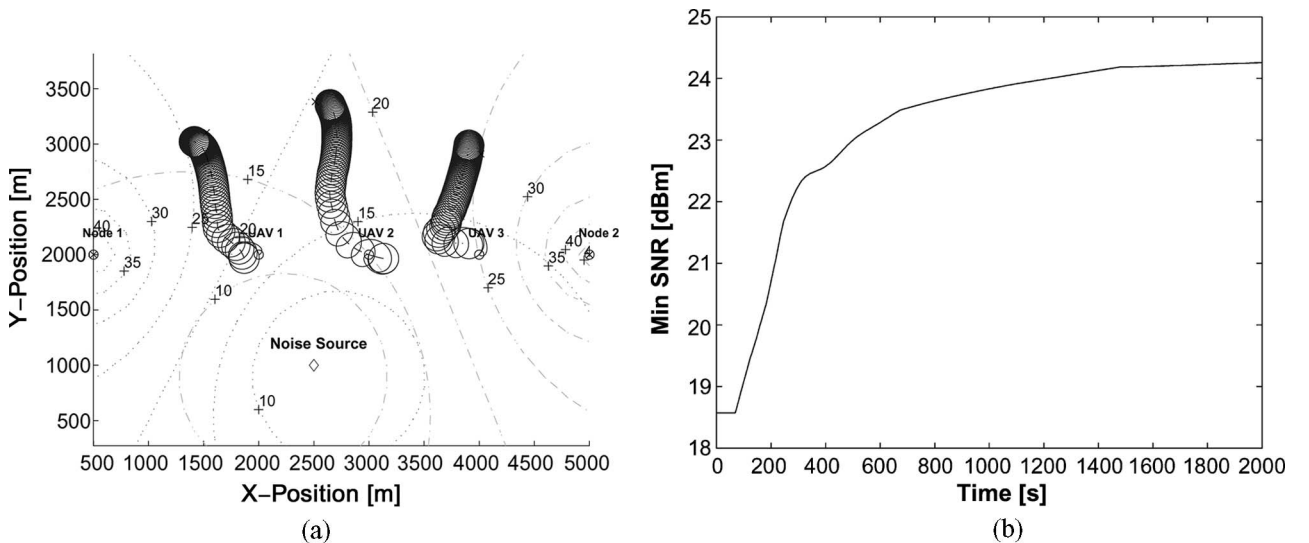 3500
3000
2500
2000
1500
1000
500
Y–Position [m]
20
15
30
30
25
15
40
20
40
4
Node 1
UAV 1
UAV 2
UAV 3
Node 2
35
35
25
10
Noise Source
10
500 1000 1500 2000 2500 3000 3500 4000 4500 5000
X–Position [m]
(a)
25
24
23
22
21
20
19
18
Min SNR [dBm]
0 200 400 600 800 1000 1200 1400 1600 1800 2000
Time [s]
(b)